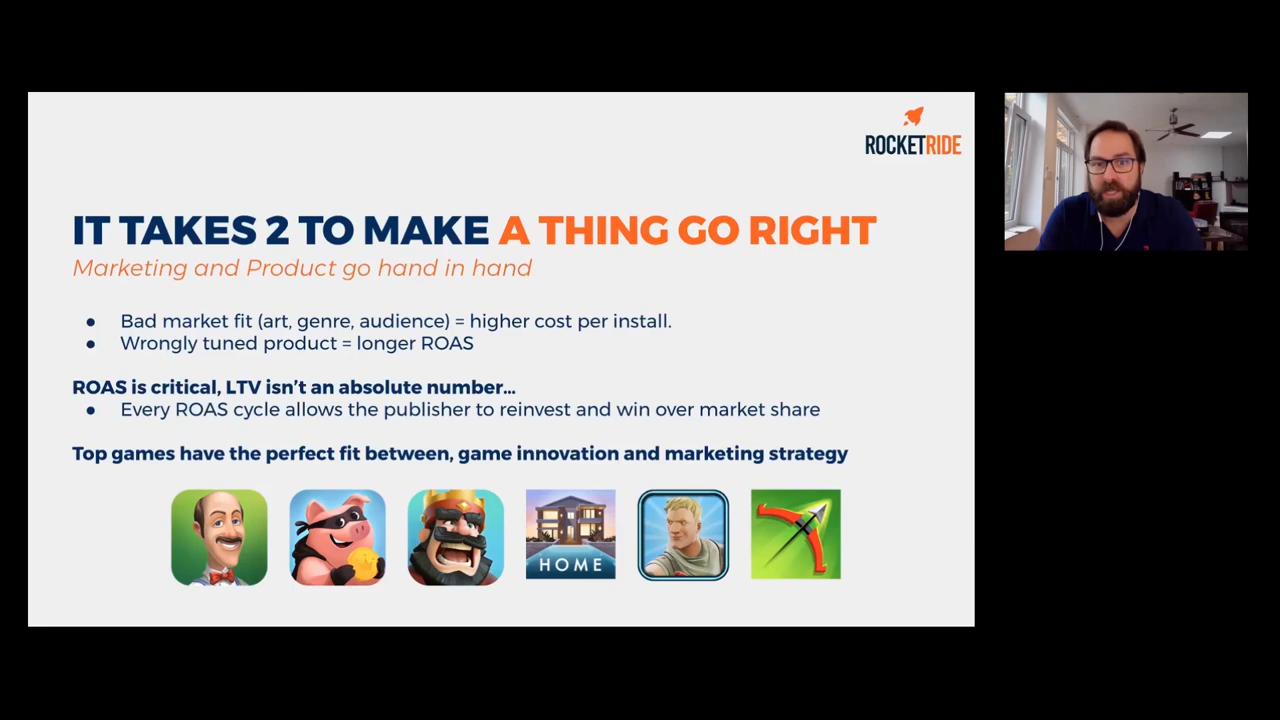 ROCKETRIDE
IT TAKES 2 TO MAKE A THING GO RIGHT
Marketing and Product go hand in hand
● Bad market fit (art, genre, audience) = higher cost per install.
● Wrongly tuned product = longer ROAS
ROAS is critical, LTV isn't an absolute number...
● Every ROAS cycle allows the publisher to reinvest and win over market share
Top games have the perfect fit between, game innovation and marketing strategy
HOME